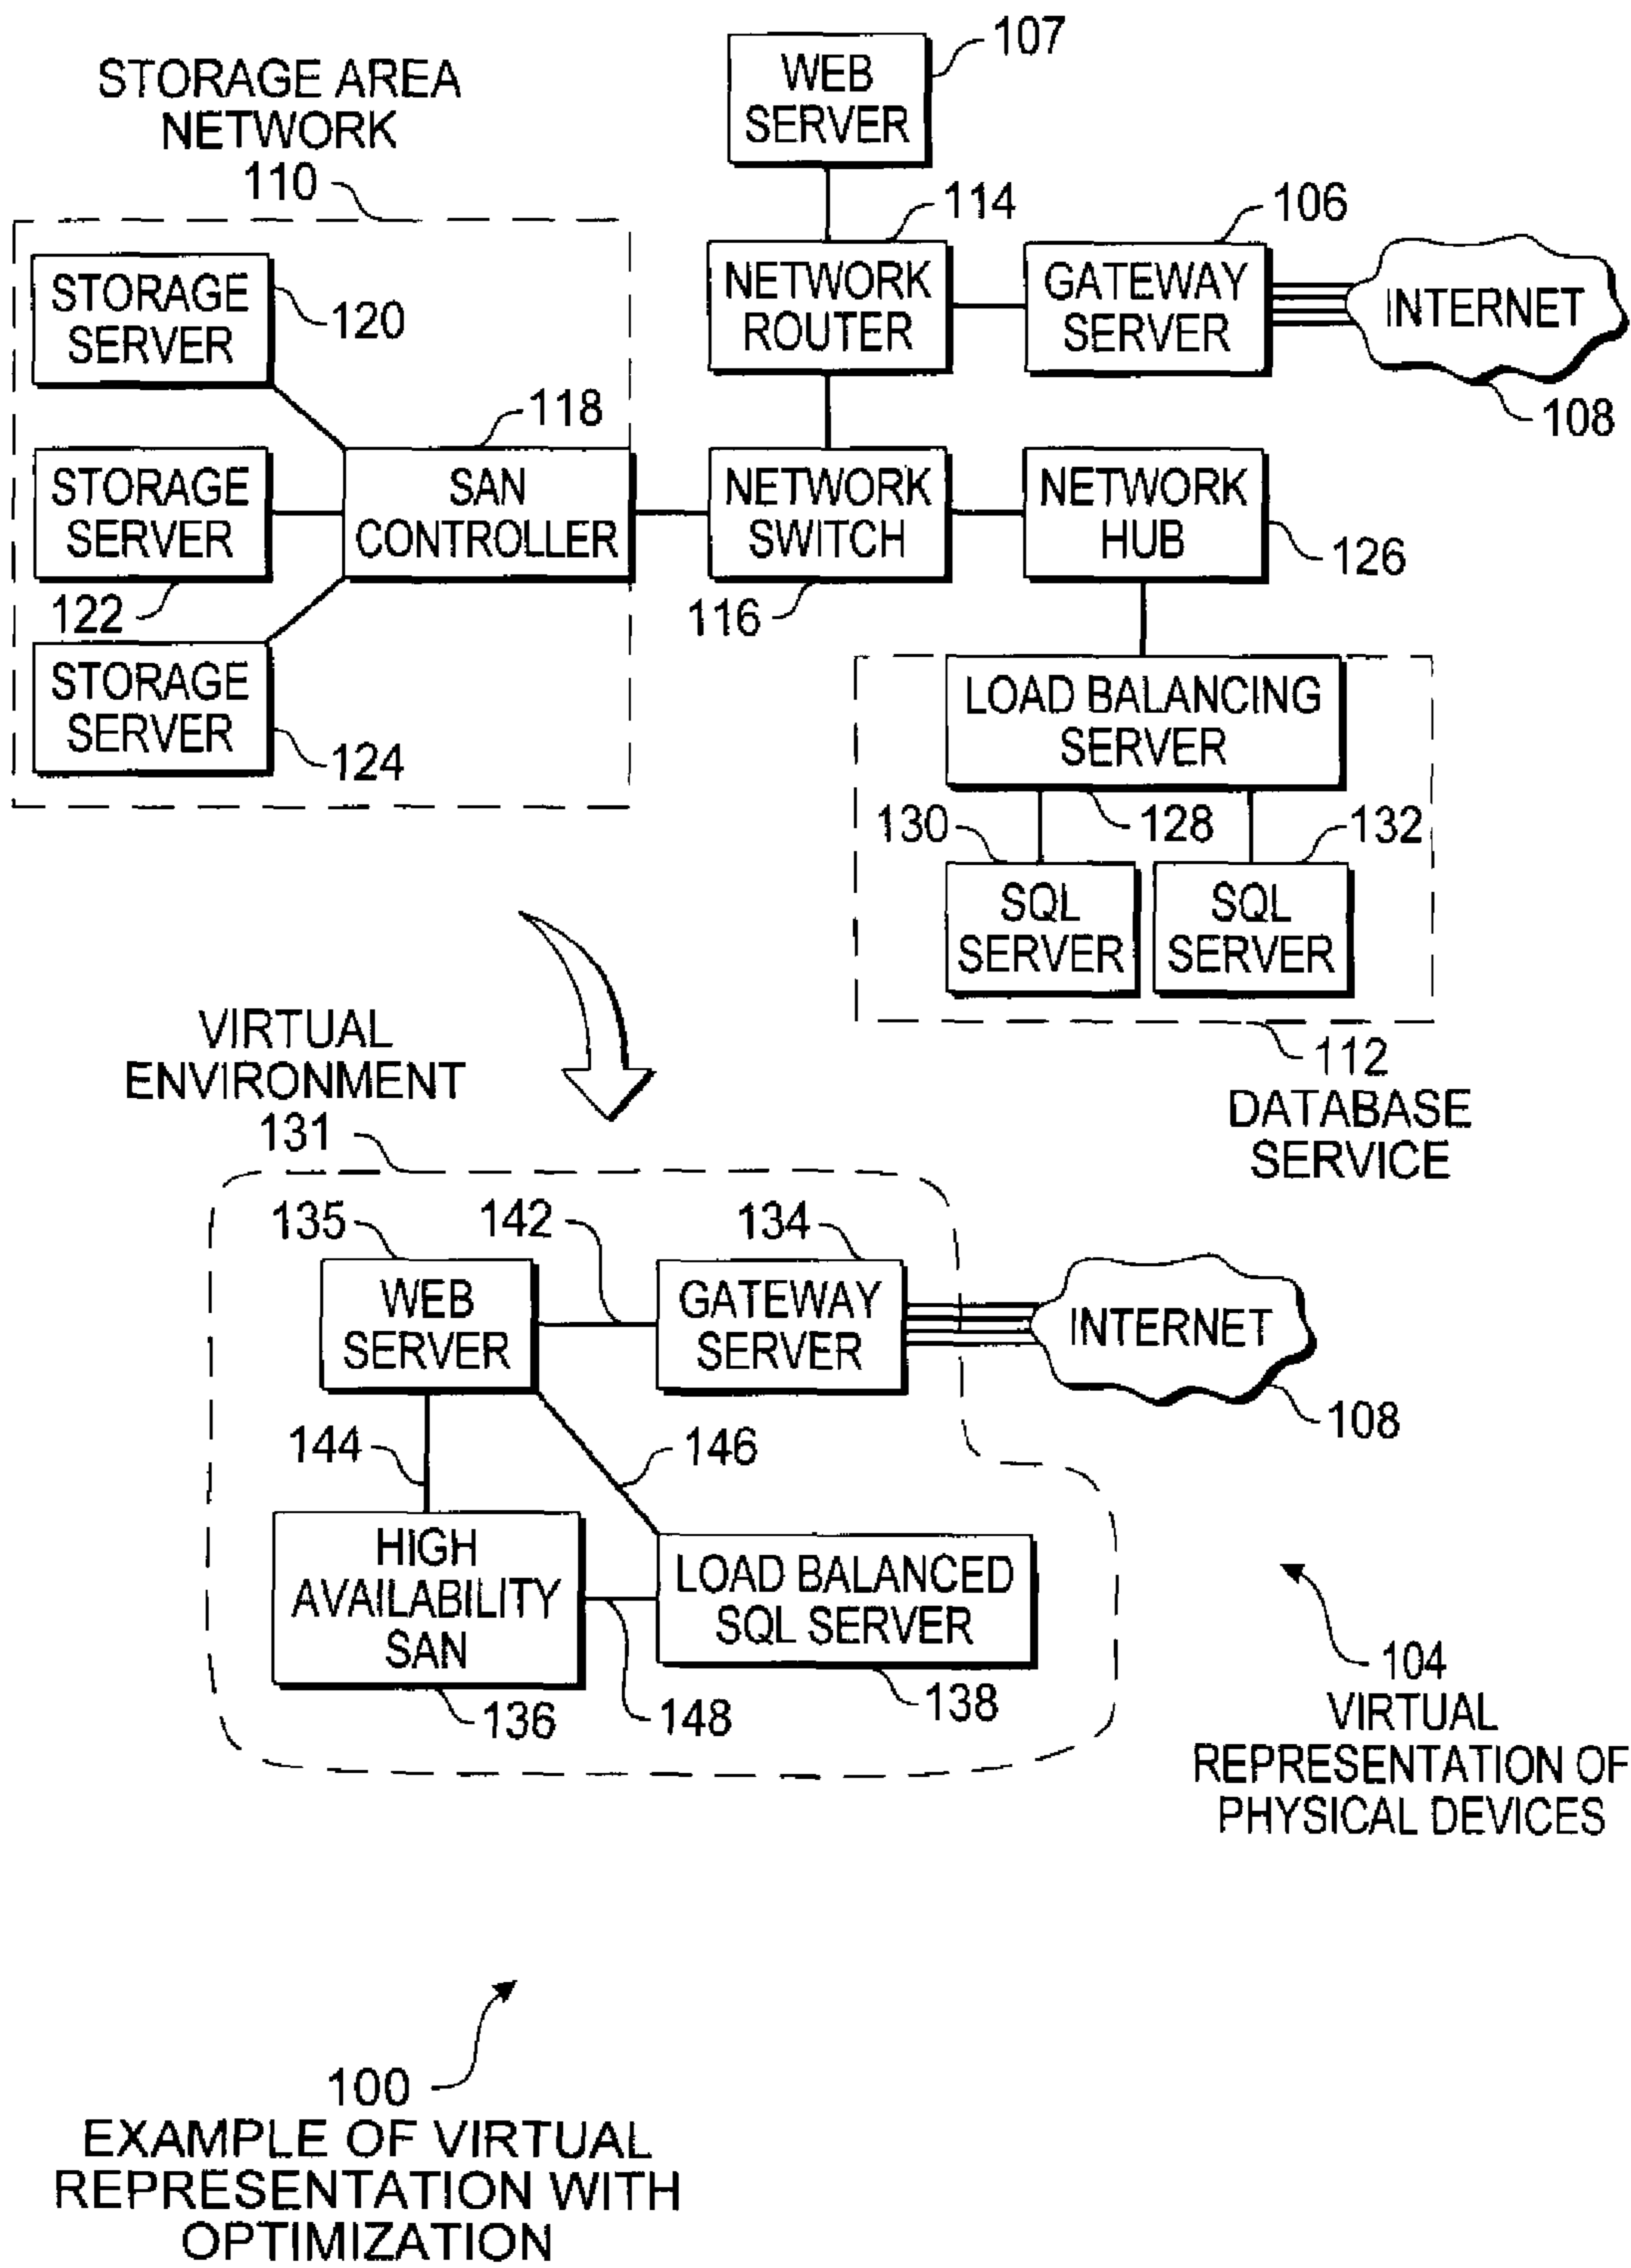 STORAGE AREA
NETWORK
110
WEB
SERVER
107
114
NETWORK
ROUTER
106
GATEWAY
SERVER
INTERNET
108
STORAGE
SERVER
120
118
STORAGE
SERVER
122
SAN
CONTROLLER
NETWORK
SWITCH
116
NETWORK
HUB
126
STORAGE
SERVER
124
LOAD BALANCING
SERVER
128
130
132
SQL
SERVER
SQL
SERVER
112
DATABASE
SERVICE
VIRTUAL
ENVIRONMENT
131
135
142
134
WEB
SERVER
GATEWAY
SERVER
INTERNET
108
144
146
HIGH
AVAILABILITY
SAN
136
148
LOAD BALANCED
SQL SERVER
138
104
VIRTUAL
REPRESENTATION OF
PHYSICAL DEVICES
100
EXAMPLE OF VIRTUAL
REPRESENTATION WITH
OPTIMIZATION